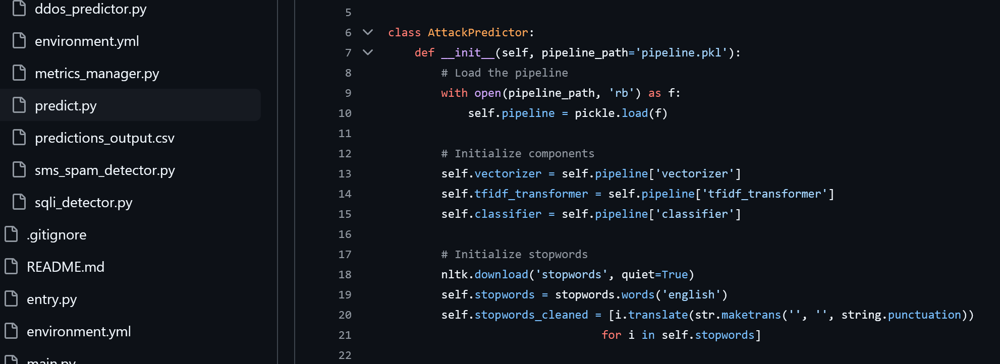 ddos_predictor.py
environment.yml
metrics_manager.py
predict.py
predictions_output.csv
sms_spam_detector.py
sqli_detector.py
.gitignore
README.md
entry.py
environment.yml
main.py
5
6 class AttackPredictor:
7 def __init__(self, pipeline_path='pipeline.pkl'):
8 # Load the pipeline
9 with open(pipeline_path, 'rb') as f:
10 self.pipeline = pickle.load(f)
11
12 # Initialize components
13 self.vectorizer = self.pipeline['vectorizer']
14 self.tfidf_transformer = self.pipeline['tfidf_transformer']
15 self.classifier = self.pipeline['classifier']
16
17 # Initialize stopwords
18 nltk.download('stopwords', quiet=True)
19 self.stopwords = stopwords.words('english')
20 self.stopwords_cleaned = [i.translate(str.maketrans('', '', string.punctuation))
21 for i in self.stopwords]
22